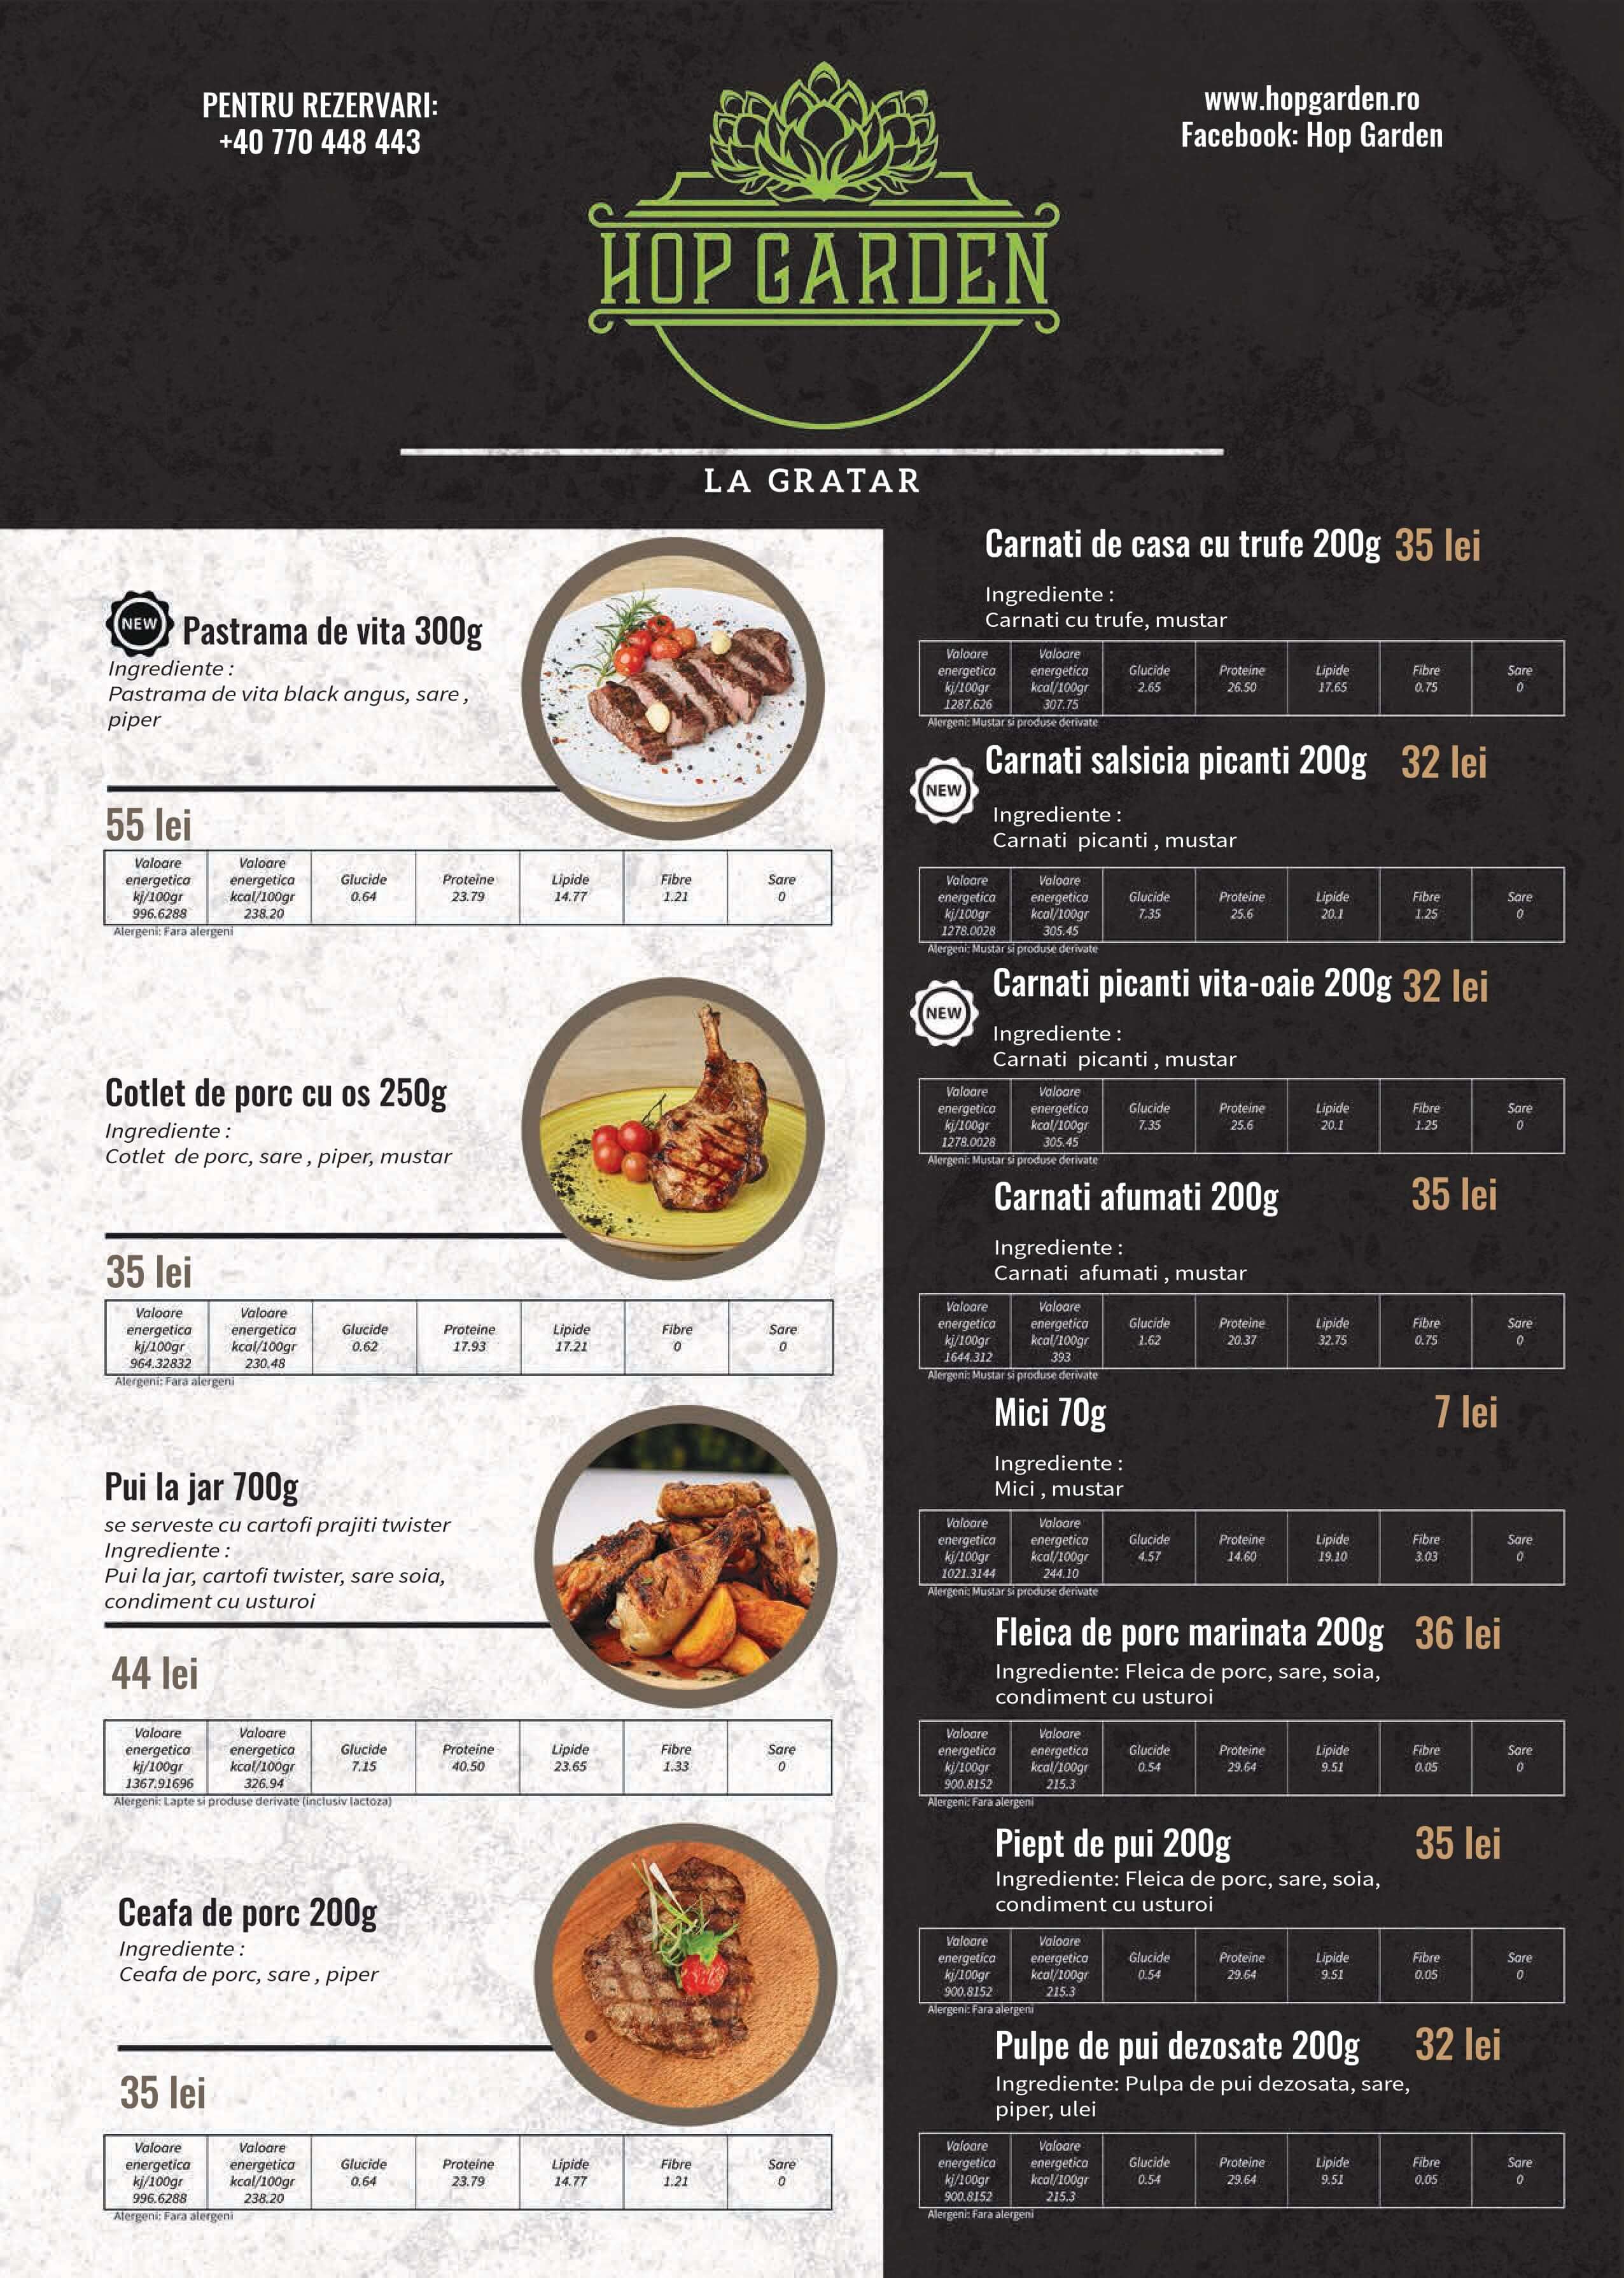 PENTRU REZERVARI:
+40 770 448 443
www.hopgarden.ro
Facebook: Hop Garden
HOP GARDEN
LA GRATAR
NEW
Pastrama de vita 300g
Ingrediente :
Pastrama de vita black angus, sare ,
piper
55 lei
Valoare energetica kj/100gr 996.6288 Valoare energetica kcal/100gr 238.20 Glucide 0.64 Proteine 23.79 Lipide 14.77 Fibre 1.21 Sare 0
Alergeni: Fara alergeni
Cotlet de porc cu os 250g
Ingrediente :
Cotlet de porc, sare , piper, mustar
35 lei
Valoare energetica kj/100gr 964.32832 Valoare energetica kcal/100gr 230.48 Glucide 0.62 Proteine 17.93 Lipide 17.21 Fibre 0 Sare 0
Alergeni: Fara alergeni
Pui la jar 700g
se serveste cu cartofi prajiti twister
Ingrediente :
Pui la jar, cartofi twister, sare soia,
condiment cu usturoi
44 lei
Valoare energetica kj/100gr 1367.91696 Valoare energetica kcal/100gr 326.94 Glucide 7.15 Proteine 40.50 Lipide 23.65 Fibre 1.33 Sare 0
Alergeni: Lapte si produse derivate (inclusiv lactoza)
Ceafa de porc 200g
Ingrediente :
Ceafa de porc, sare , piper
35 lei
Valoare energetica kj/100gr 996.6288 Valoare energetica kcal/100gr 238.20 Glucide 0.64 Proteine 23.79 Lipide 14.77 Fibre 1.21 Sare 0
Alergeni: Fara alergeni
Carnati de casa cu trufe 200g 35 lei
Ingrediente :
Carnati cu trufe, mustar
Valoare energetica kj/100gr 1287.626 Valoare energetica kcal/100gr 307.75 Glucide 2.65 Proteine 26.50 Lipide 17.65 Fibre 0.75 Sare 0
Alergeni: Mustar si produse derivate
NEW
Carnati salsicia picanti 200g 32 lei
Ingrediente :
Carnati picanti , mustar
Valoare energetica kj/100gr 1278.0028 Valoare energetica kcal/100gr 305.45 Glucide 7.35 Proteine 25.6 Lipide 20.1 Fibre 1.25 Sare 0
Alergeni: Mustar si produse derivate
NEW
Carnati picanti vita-oaie 200g 32 lei
Ingrediente :
Carnati picanti , mustar
Valoare energetica kj/100gr 1278.0028 Valoare energetica kcal/100gr 305.45 Glucide 7.35 Proteine 25.6 Lipide 20.1 Fibre 1.25 Sare 0
Alergeni: Mustar si produse derivate
Carnati afumati 200g 35 lei
Ingrediente :
Carnati afumati , mustar
Valoare energetica kj/100gr 1644.312 Valoare energetica kcal/100gr 393 Glucide 1.62 Proteine 20.37 Lipide 32.75 Fibre 0.75 Sare 0
Alergeni: Mustar si produse derivate
Mici 70g 7 lei
Ingrediente :
Mici , mustar
Valoare energetica kj/100gr 1021.3144 Valoare energetica kcal/100gr 244.10 Glucide 4.57 Proteine 14.60 Lipide 19.10 Fibre 3.03 Sare 0
Alergeni: Mustar si produse derivate
Fleica de porc marinata 200g 36 lei
Ingrediente: Fleica de porc, sare, soia,
condiment cu usturoi
Valoare energetica kj/100gr 900.8152 Valoare energetica kcal/100gr 215.3 Glucide 0.54 Proteine 29.64 Lipide 9.51 Fibre 0.05 Sare 0
Alergeni: Fara alergeni
Piept de pui 200g 35 lei
Ingrediente: Fleica de porc, sare, soia,
condiment cu usturoi
Valoare energetica kj/100gr 900.8152 Valoare energetica kcal/100gr 215.3 Glucide 0.54 Proteine 29.64 Lipide 9.51 Fibre 0.05 Sare 0
Alergeni: Fara alergeni
Pulpe de pui dezosate 200g 32 lei
Ingrediente: Pulpa de pui dezosata, sare,
piper, ulei
Valoare energetica kj/100gr 900.8152 Valoare energetica kcal/100gr 215.3 Glucide 0.54 Proteine 29.64 Lipide 9.51 Fibre 0.05 Sare 0
Alergeni: Fara alergeni